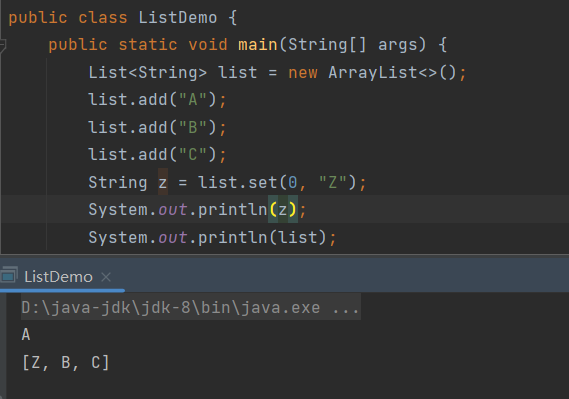 public class ListDemo {
public static void main(String[] args) {
List<String> list = new ArrayList<>();
list.add("A");
list.add("B");
list.add("C");
String z = list.set(0, "Z");
System.out.println(z);
System.out.println(list);
ListDemo ×
D:\java-jdk\jdk-8\bin\java.exe ...
A
[Z, B, C]